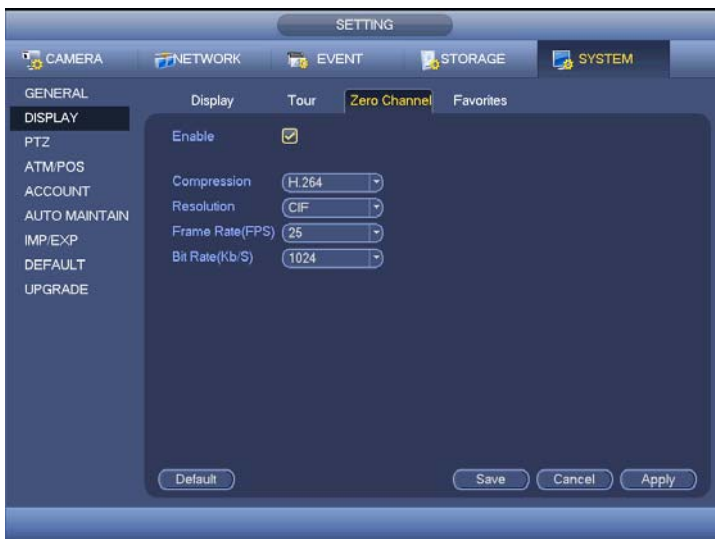 SETTING
CAMERA NETWORK EVENT STORAGE SYSTEM
GENERAL
DISPLAY
PTZ
ATM/POS
ACCOUNT
AUTO MAINTAIN
IMP/EXP
DEFAULT
UPGRADE
Display Tour Zero Channel Favorites
Enable
Compression H.264
Resolution CIF
Frame Rate(FPS) 25
Bit Rate(Kb/S) 1024
Default Save Cancel Apply